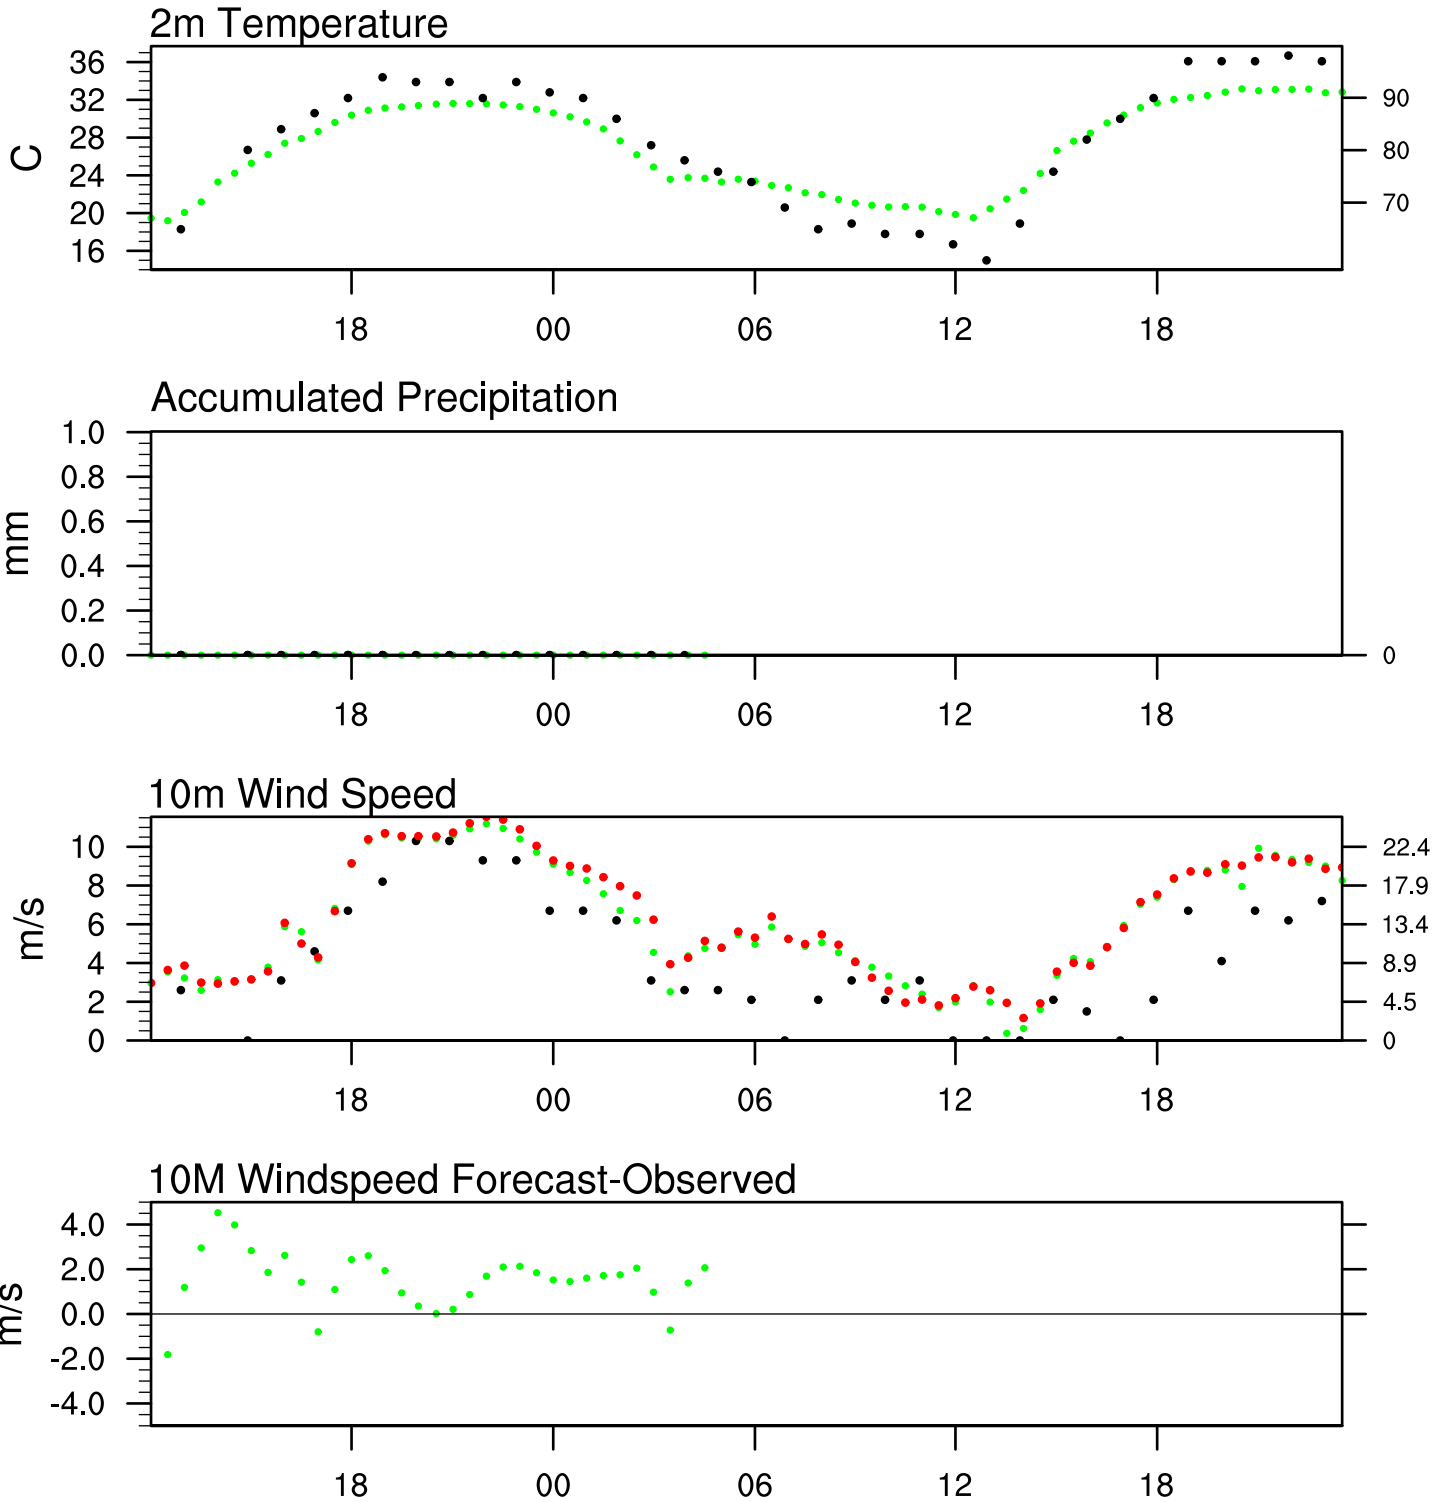 2m Temperature
36
32
28
24
20
16
C
90
80
70
18 00 06 12 18
Accumulated Precipitation
1.0
0.8
0.6
0.4
0.2
0.0
mm
0
18 00 06 12 18
10m Wind Speed
10
8
6
4
2
0
m/s
22.4
17.9
13.4
8.9
4.5
0
18 00 06 12 18
10M Windspeed Forecast-Observed
4.0
2.0
0.0
-2.0
-4.0
m/s
18 00 06 12 18